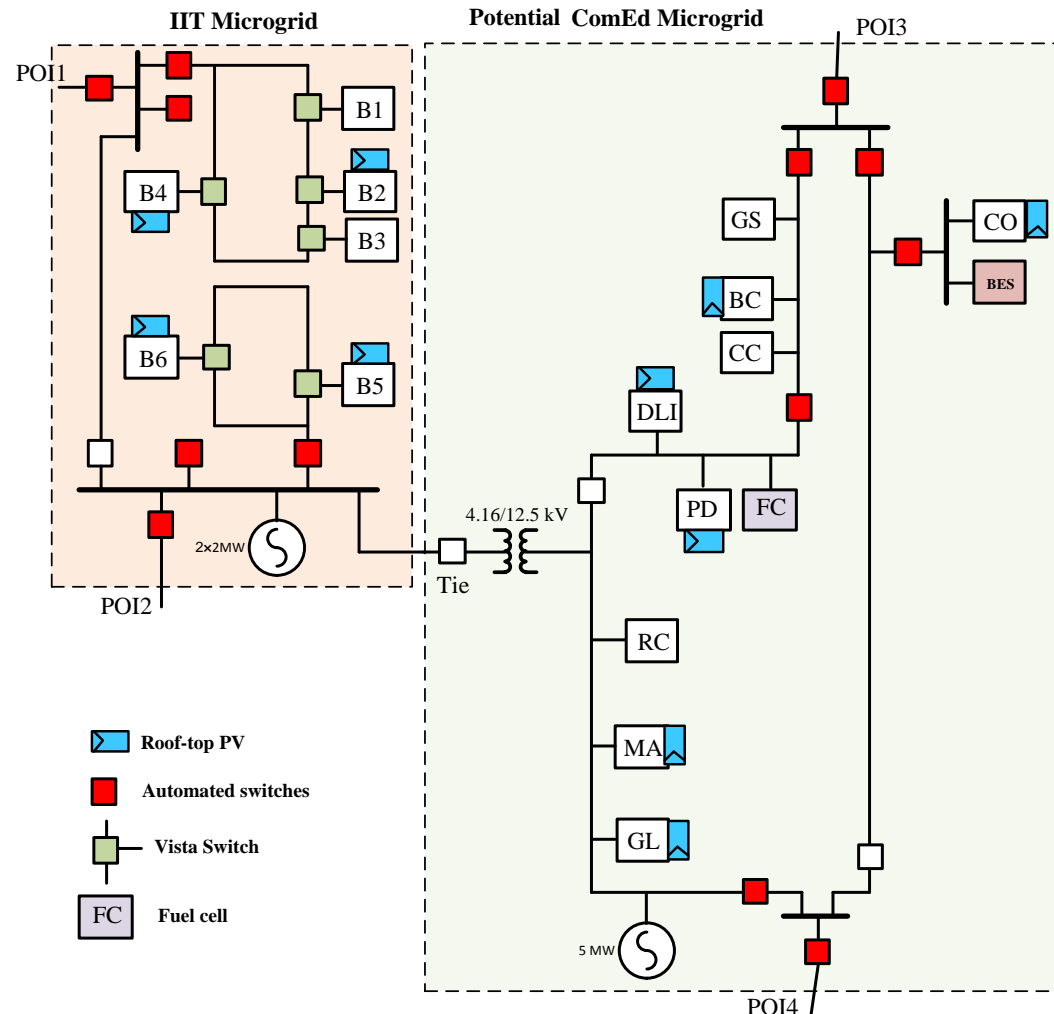 IIT Microgrid
Potential ComEd Microgrid
POI1
POI3
B1
B2
B4
B3
GS
CO
BC
BES
B6
CC
B5
DLI
4.16/12.5 kV
PD
FC
2×2MW
Tie
POI2
RC
Roof-top PV
MA
Automated switches
Vista Switch
GL
FC
Fuel cell
5 MW
POI4